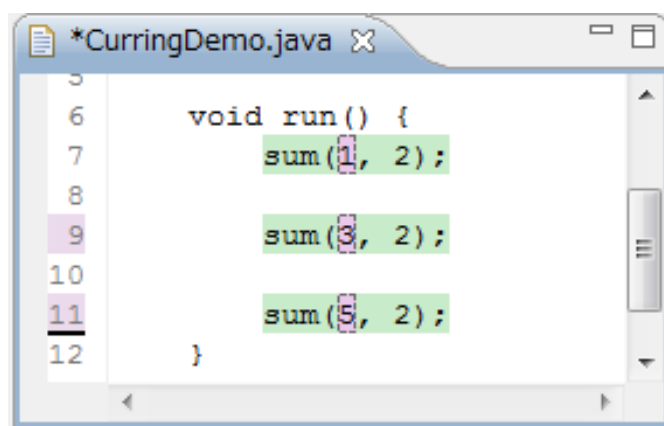 *CurringDemo.java
5
6 void run() {
7 sum(1, 2);
8
9 sum(3, 2);
10
11 sum(5, 2);
12 }